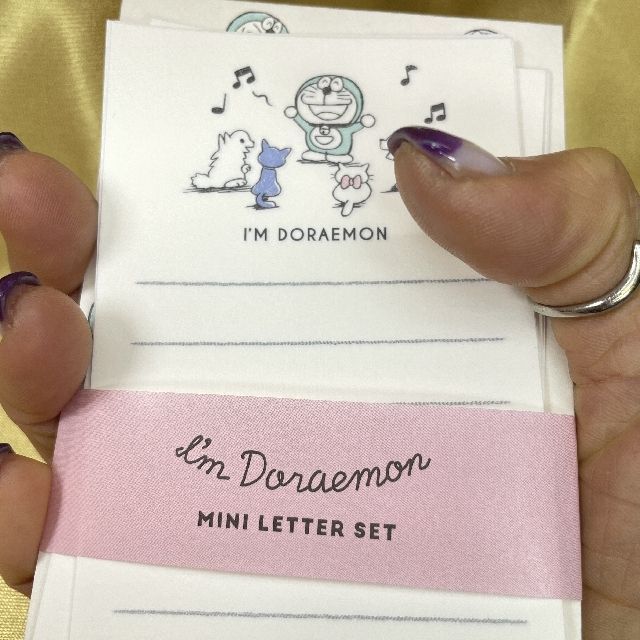 I'M DORAEMON
I'm Doraemon
MINI LETTER SET